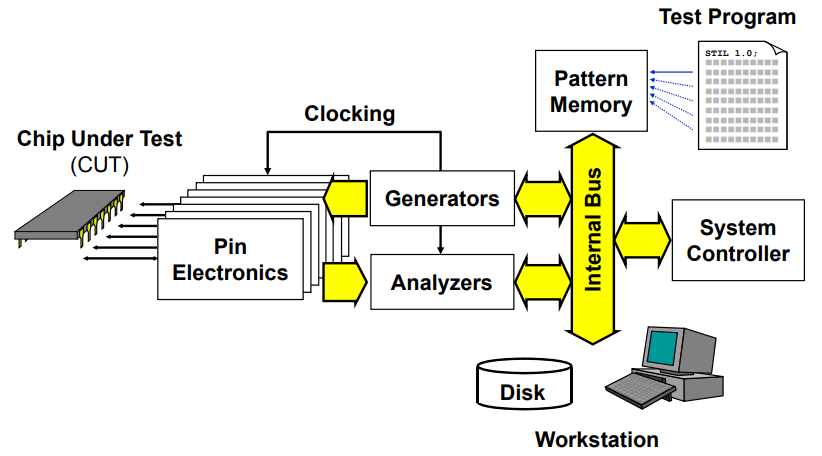 Test Program
STIL 1.0;
Pattern
Memory
Clocking
Chip Under Test
(CUT)
Generators
Internal Bus
System
Controller
Pin
Electronics
Analyzers
Disk
Workstation